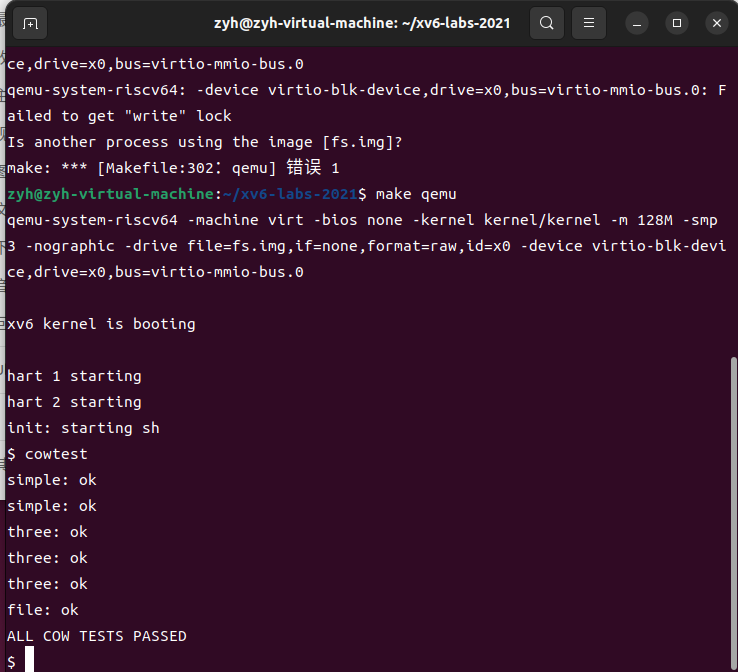 zyh@zyh-virtual-machine: ~/xv6-labs-2021
ce,drive=x0,bus=virtio-mmio-bus.0
qemu-system-riscv64: -device virtio-blk-device,drive=x0,bus=virtio-mmio-bus.0: F
ailed to get "write" lock
Is another process using the image [fs.img]?
make: *** [Makefile:302：qemu] 错误 1
zyh@zyh-virtual-machine:~/xv6-labs-2021$ make qemu
qemu-system-riscv64 -machine virt -bios none -kernel kernel/kernel -m 128M -smp
3 -nographic -drive file=fs.img,if=none,format=raw,id=x0 -device virtio-blk-devi
ce,drive=x0,bus=virtio-mmio-bus.0
xv6 kernel is booting
hart 1 starting
hart 2 starting
init: starting sh
$ cowtest
simple: ok
simple: ok
three: ok
three: ok
three: ok
file: ok
ALL COW TESTS PASSED
$